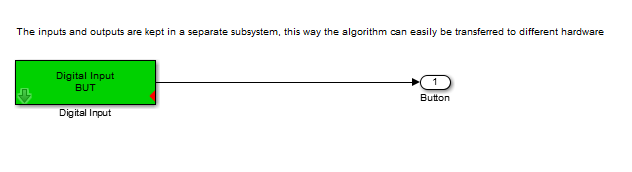 The inputs and outputs are kept in a separate subsystem, this way the algorithm can easily be transferred to different hardware
Digital Input
BUT
1
Button
Digital Input